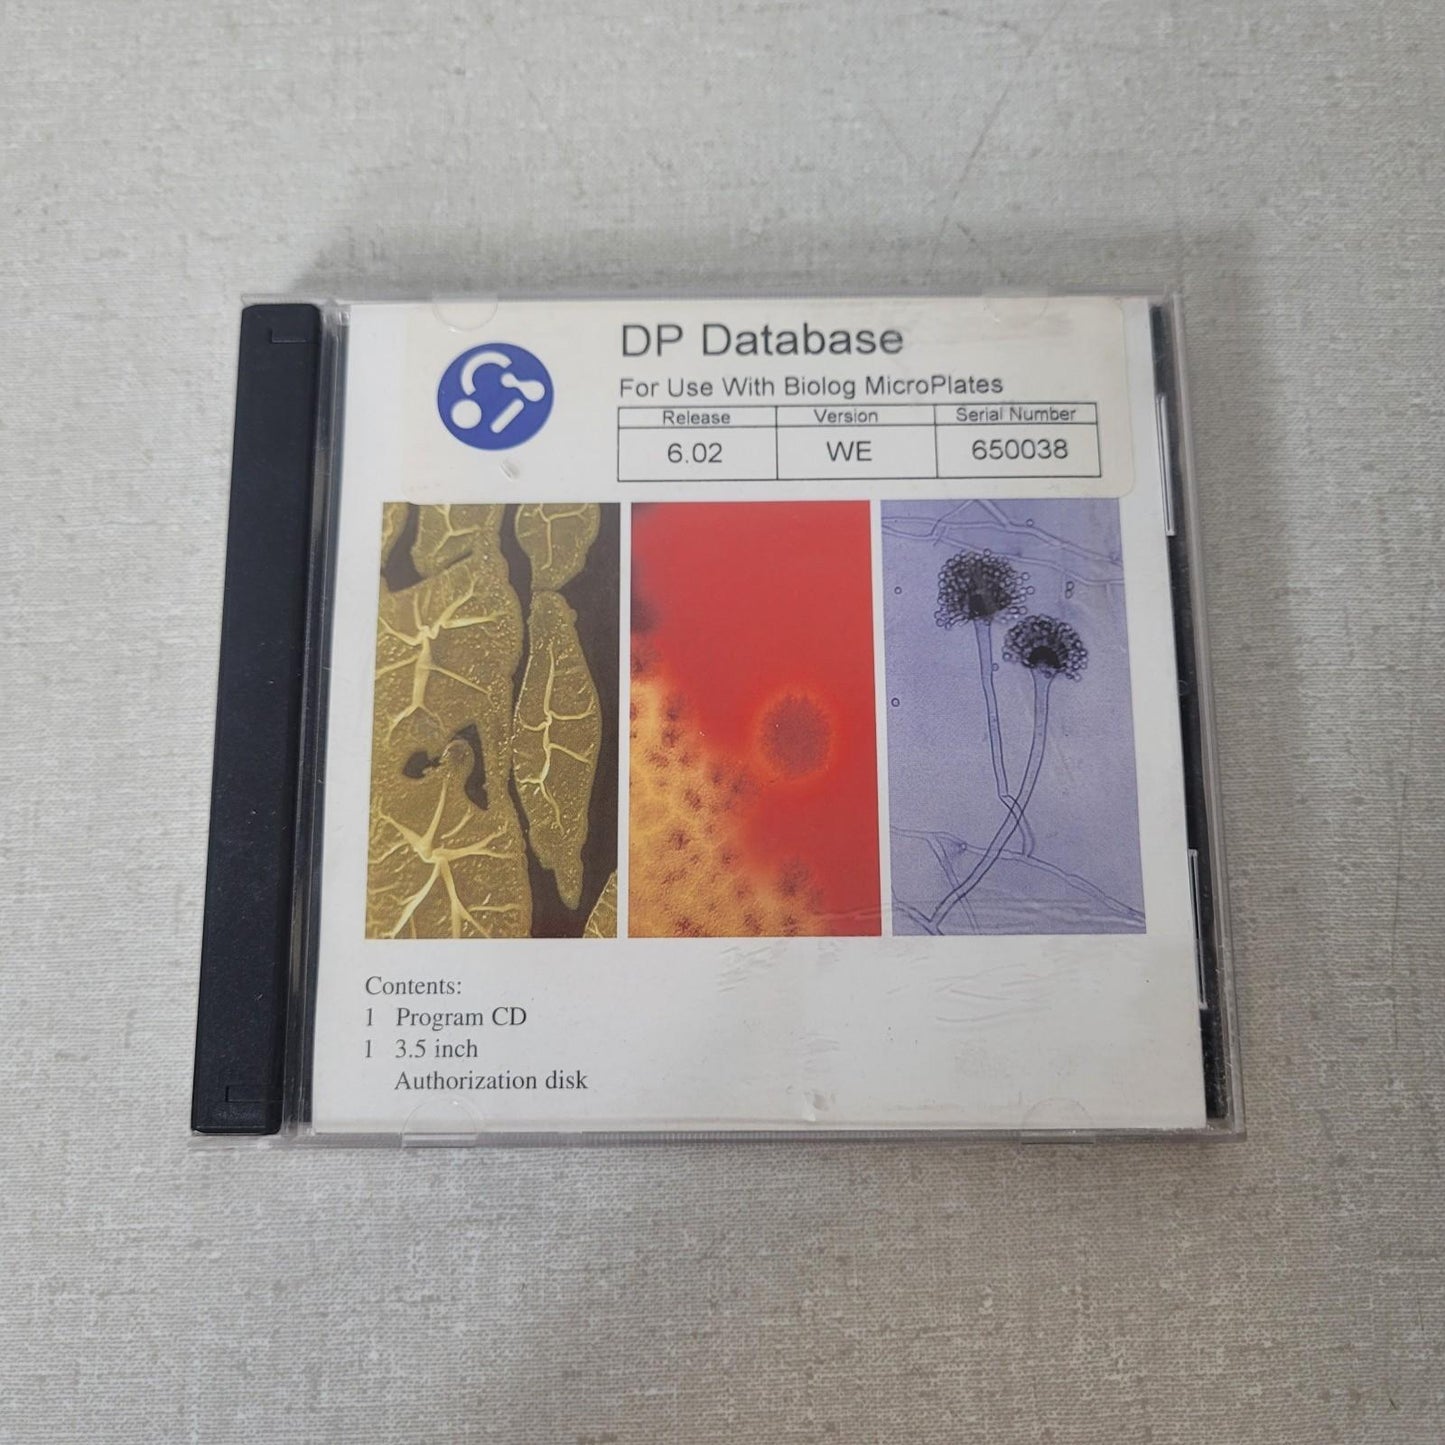 DP Database
For Use With Biolog MicroPlates
Release Version Serial Number
6.02 WE 650038
Contents:
1 Program CD
1 3.5 inch
Authorization disk